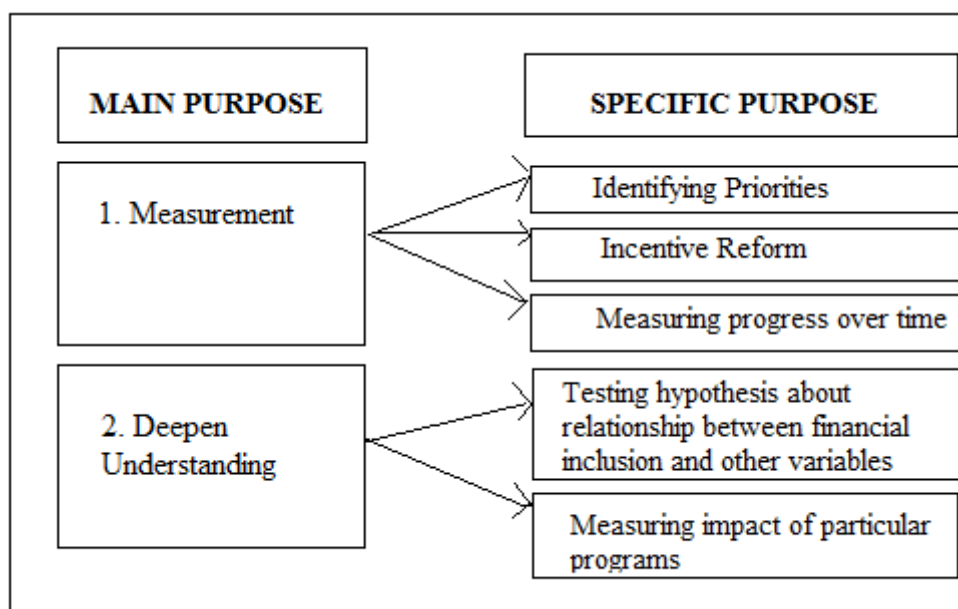 MAIN PURPOSE
SPECIFIC PURPOSE
1. Measurement
Identifying Priorities
Incentive Reform
Measuring progress over time
2. Deepen
Understanding
Testing hypothesis about
relationship between financial
inclusion and other variables
Measuring impact of particular
programs